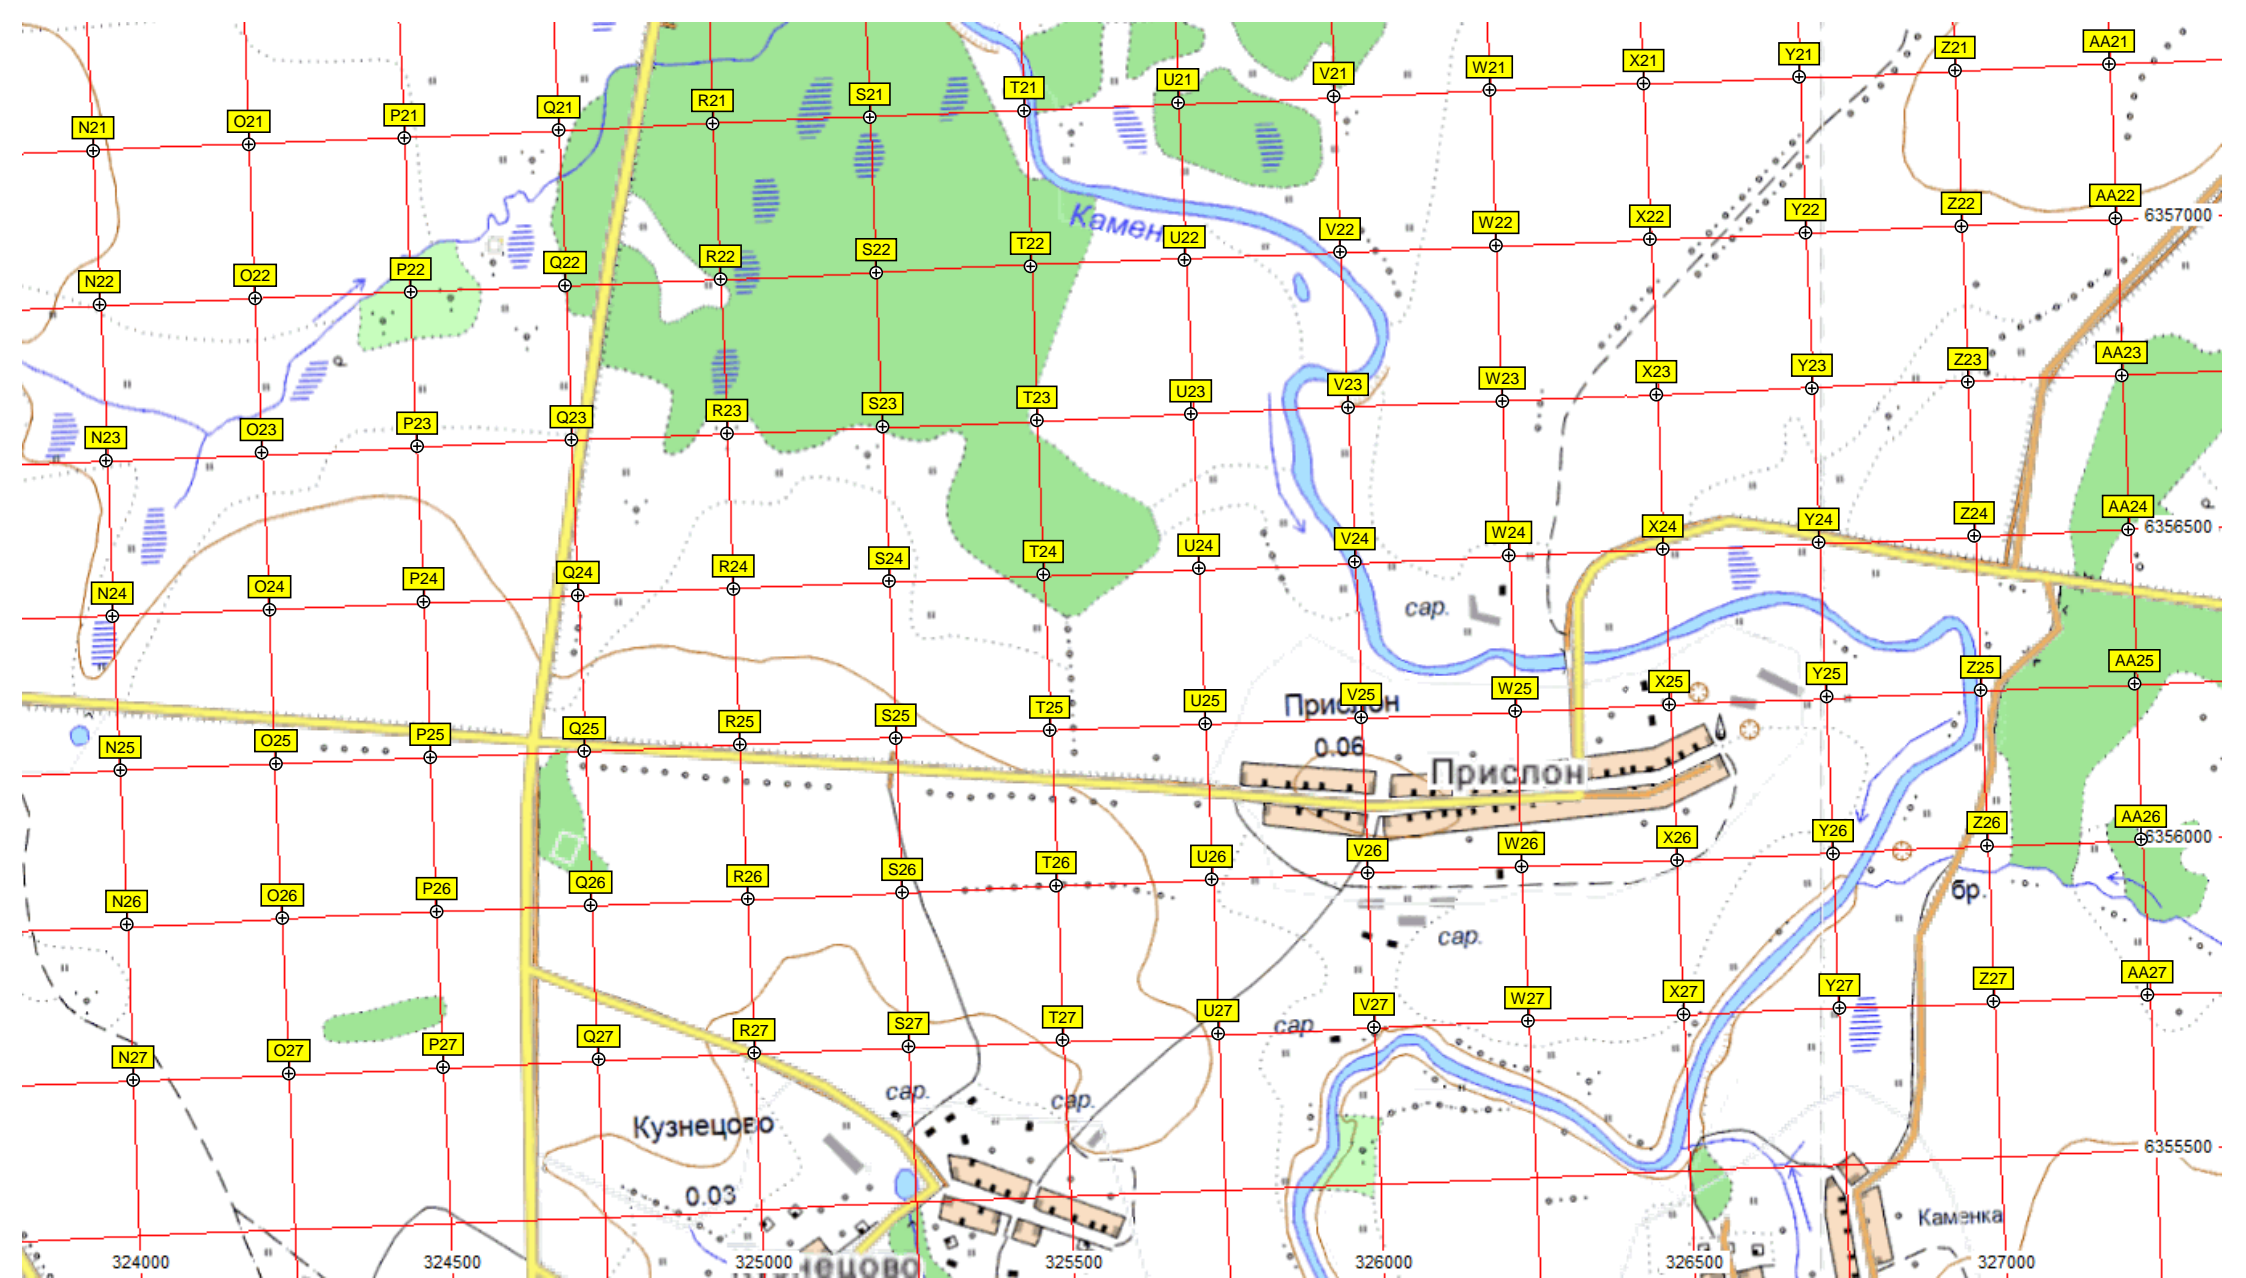 N21 O21 P21 Q21 R21 S21 T21 U21 V21 W21 X21 Y21 Z21 AA21
Камен
N22 O22 P22 Q22 R22 S22 T22 U22 V22 W22 X22 Y22 Z22 AA22 6357000
N23 O23 P23 Q23 R23 S23 T23 U23 V23 W23 X23 Y23 Z23 AA23
N24 O24 P24 Q24 R24 S24 T24 U24 V24 W24 X24 Y24 Z24 AA24 6356500
сар.
N25 O25 P25 Q25 R25 S25 T25 U25 V25 W25 X25 Y25 Z25 AA25
Прислон
0.06
Прислон
N26 O26 P26 Q26 R26 S26 T26 U26 V26 W26 X26 Y26 Z26 AA26 6356000
бр.
сар.
N27 O27 P27 Q27 R27 S27 T27 U27 V27 W27 X27 Y27 Z27 AA27
сар
сар.
сар.
Кузнецово
6355500
0.03
Каменка
324000 324500 325000 325500 326000 326500 327000